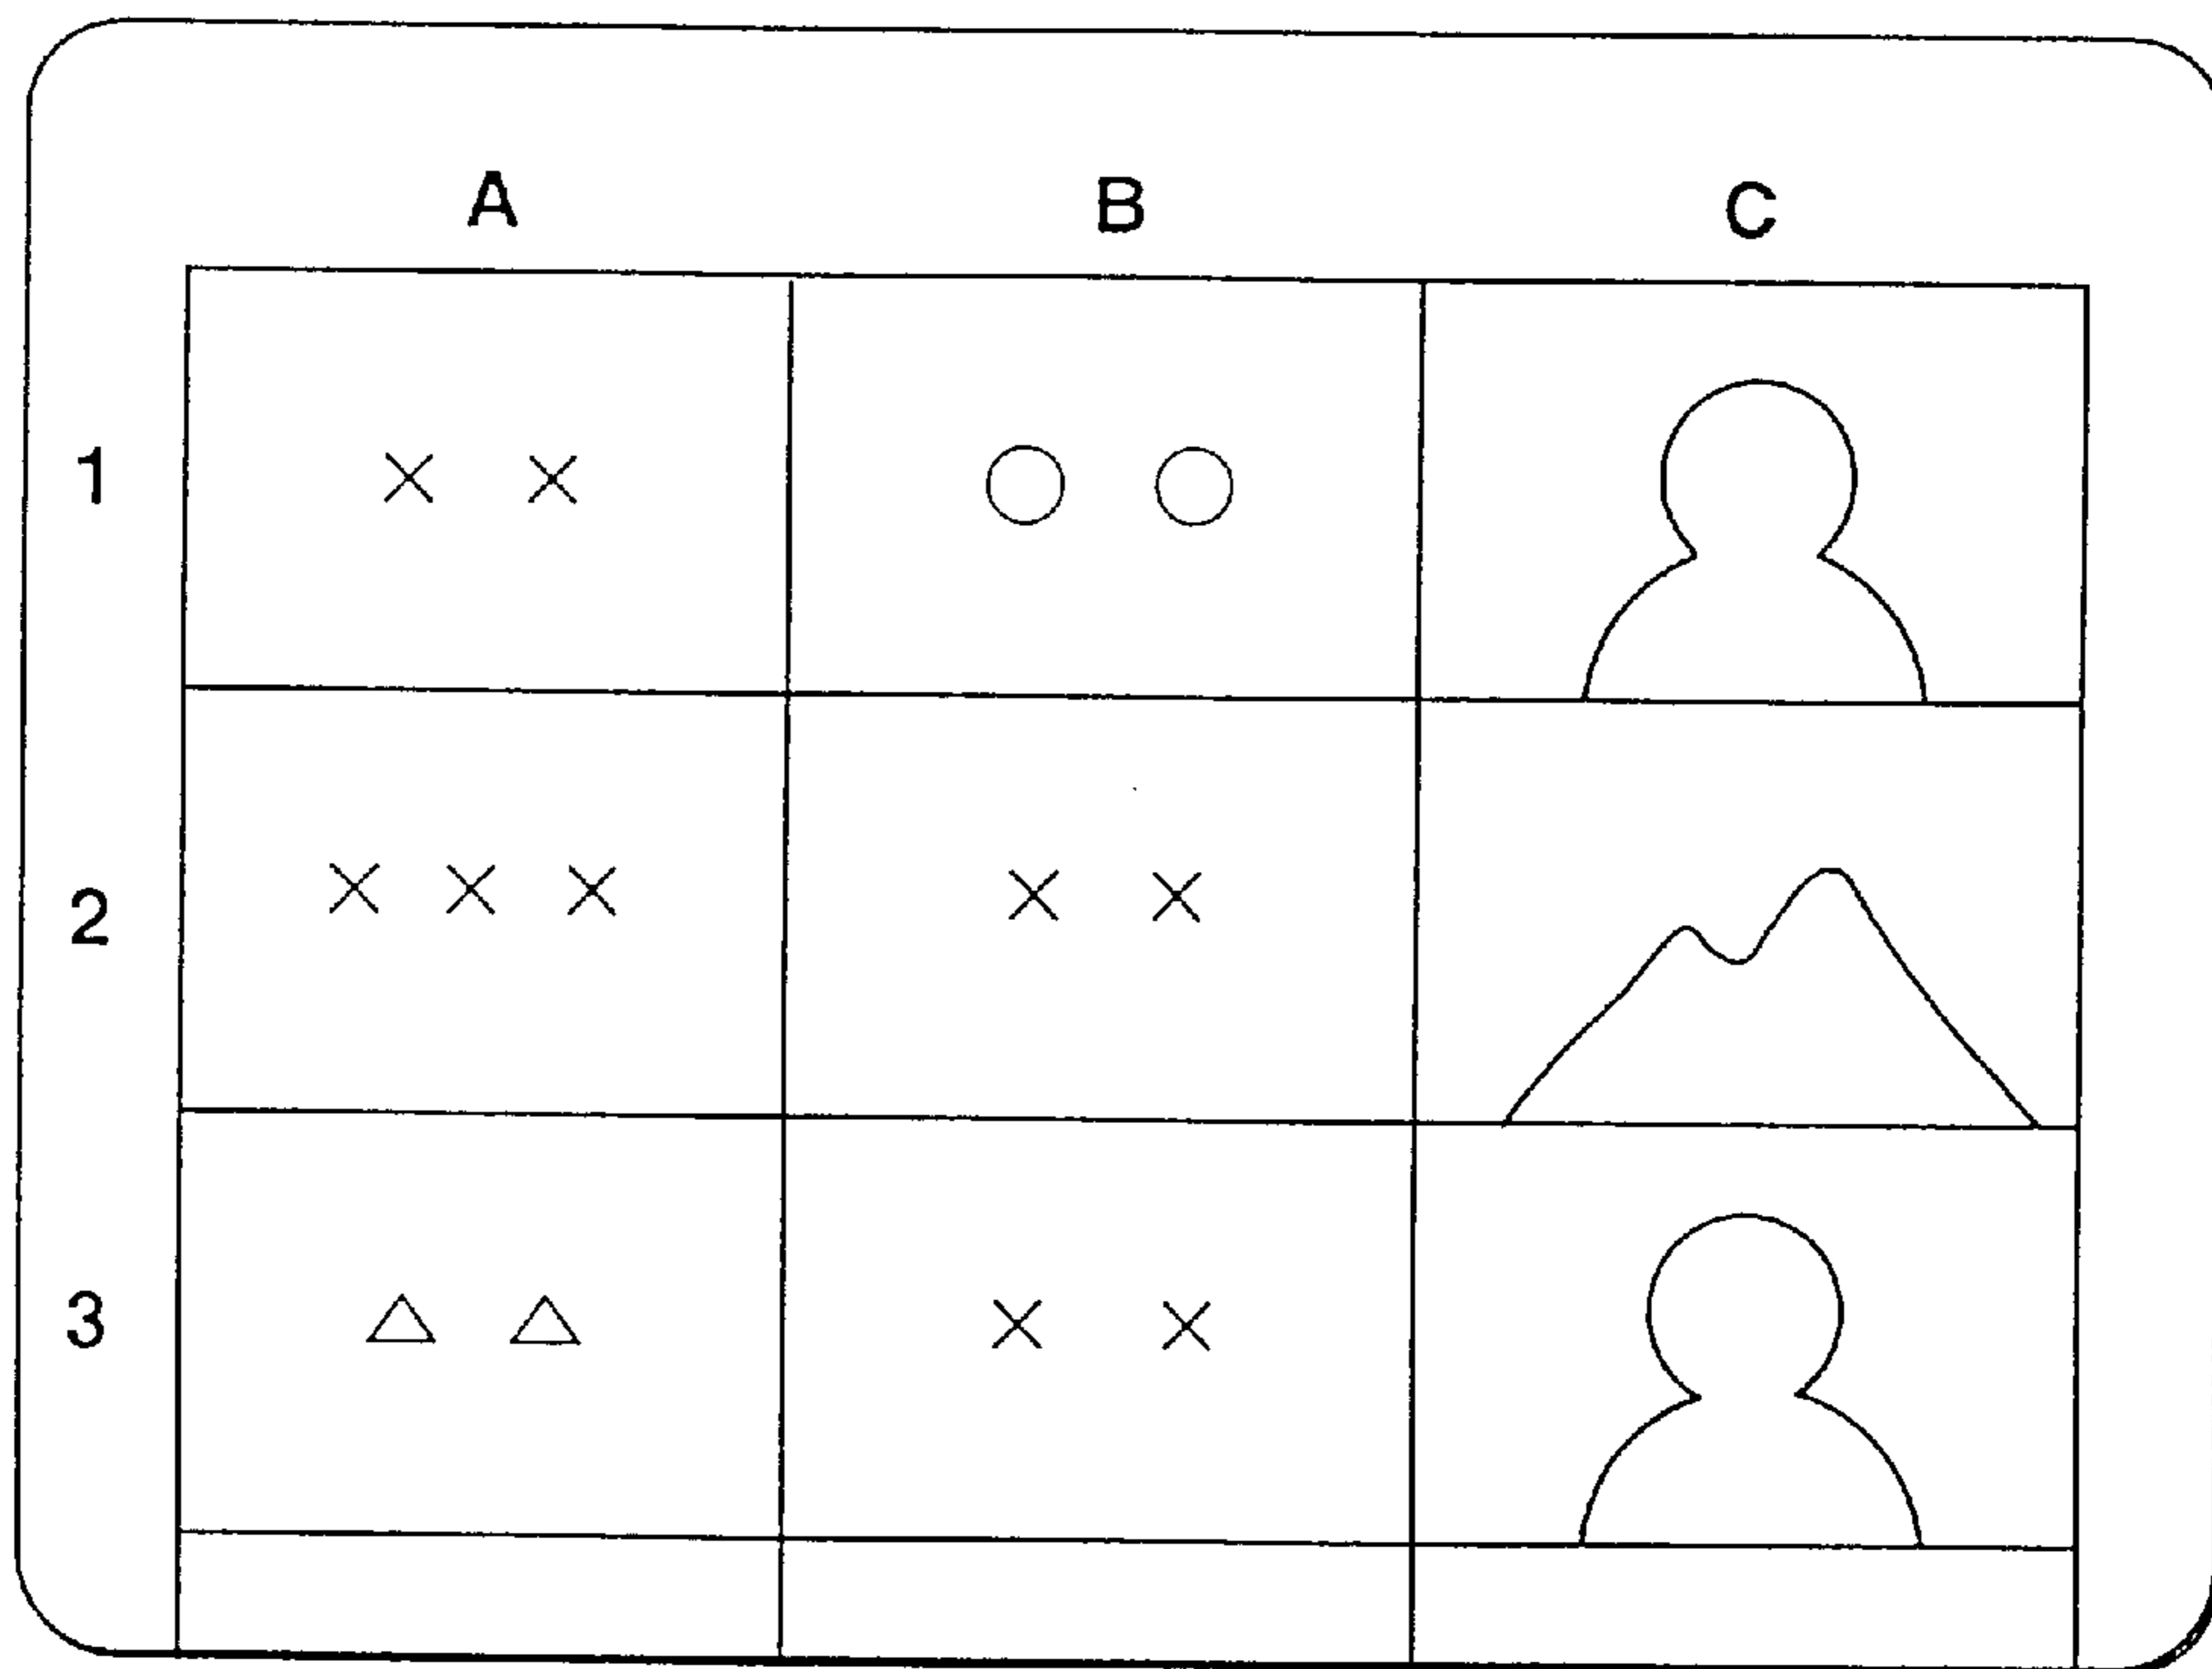 A B C
1 × × ○ ○
2 × × × × ×
3 △ △ × ×